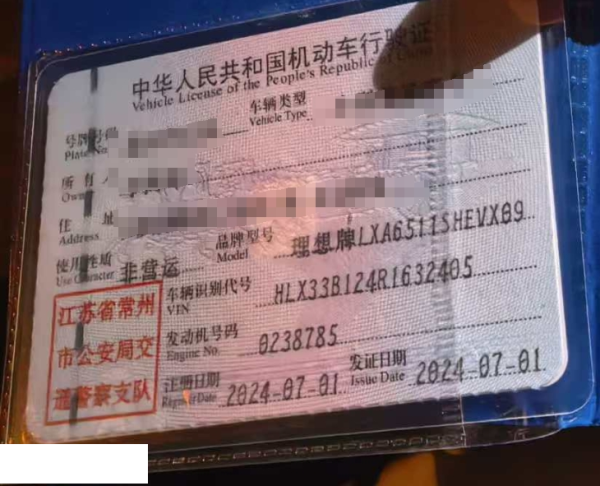 中华人民共和国机动车行驶证
Vehicle License of the People's Republic of China
号牌号码
Plate No.
车辆类型
Vehicle Type
所有人
Owner
住址
Address
使用性质
Use Character
非营运
品牌型号
Model
理想牌LXA6511SHEVX09
江苏省常州
市公安局交
通警察支队
车辆识别代号
VIN
HLX33B124R1632405
发动机号码
Engine No.
0238785
注册日期
Register Date
2024-07-01
发证日期
Issue Date
2024-07-01